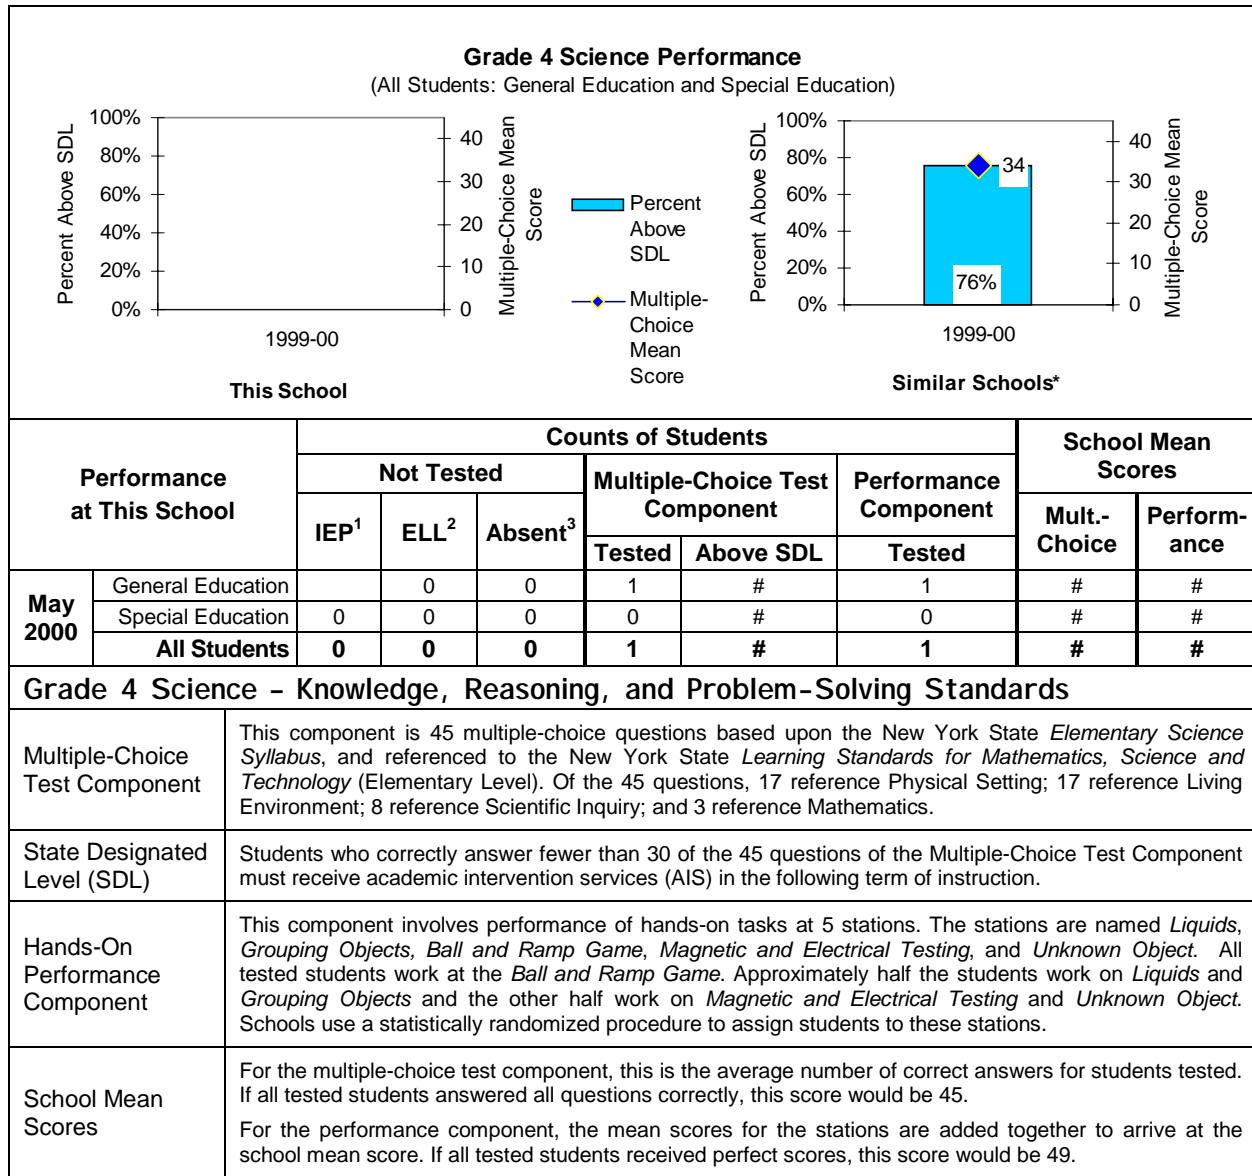 Grade 4 Science Performance
(All Students: General Education and Special Education)
Percent Above SDL
100%
80%
60%
40%
20%
0%
40
30
20
10
0
Multiple-Choice Mean
Score
1999-00
This School
Percent
Above
SDL
Multiple-
Choice
Mean
Score
Percent Above SDL
100%
80%
60%
40%
20%
0%
34
76%
40
30
20
10
0
Multiple-Choice Mean
Score
1999-00
Similar Schools*
Performance
at This School
Counts of Students
School Mean
Scores
Not Tested
Multiple-Choice Test
Component
Performance
Component
IEP1
ELL2
Absent3
Mult.-
Choice
Perform-
ance
Tested
Above SDL
Tested
May
2000
General Education 0 0 1 # 1 # #
Special Education 0 0 0 0 # 0 # #
All Students 0 0 0 1 # 1 # #
Grade 4 Science – Knowledge, Reasoning, and Problem-Solving Standards
Multiple-Choice
Test Component
This component is 45 multiple-choice questions based upon the New York State Elementary Science
Syllabus, and referenced to the New York State Learning Standards for Mathematics, Science and
Technology (Elementary Level). Of the 45 questions, 17 reference Physical Setting; 17 reference Living
Environment; 8 reference Scientific Inquiry; and 3 reference Mathematics.
State Designated
Level (SDL)
Students who correctly answer fewer than 30 of the 45 questions of the Multiple-Choice Test Component
must receive academic intervention services (AIS) in the following term of instruction.
Hands-On
Performance
Component
This component involves performance of hands-on tasks at 5 stations. The stations are named Liquids,
Grouping Objects, Ball and Ramp Game, Magnetic and Electrical Testing, and Unknown Object. All
tested students work at the Ball and Ramp Game. Approximately half the students work on Liquids and
Grouping Objects and the other half work on Magnetic and Electrical Testing and Unknown Object.
Schools use a statistically randomized procedure to assign students to these stations.
School Mean
Scores
For the multiple-choice test component, this is the average number of correct answers for students tested.
If all tested students answered all questions correctly, this score would be 45.
For the performance component, the mean scores for the stations are added together to arrive at the
school mean score. If all tested students received perfect scores, this score would be 49.